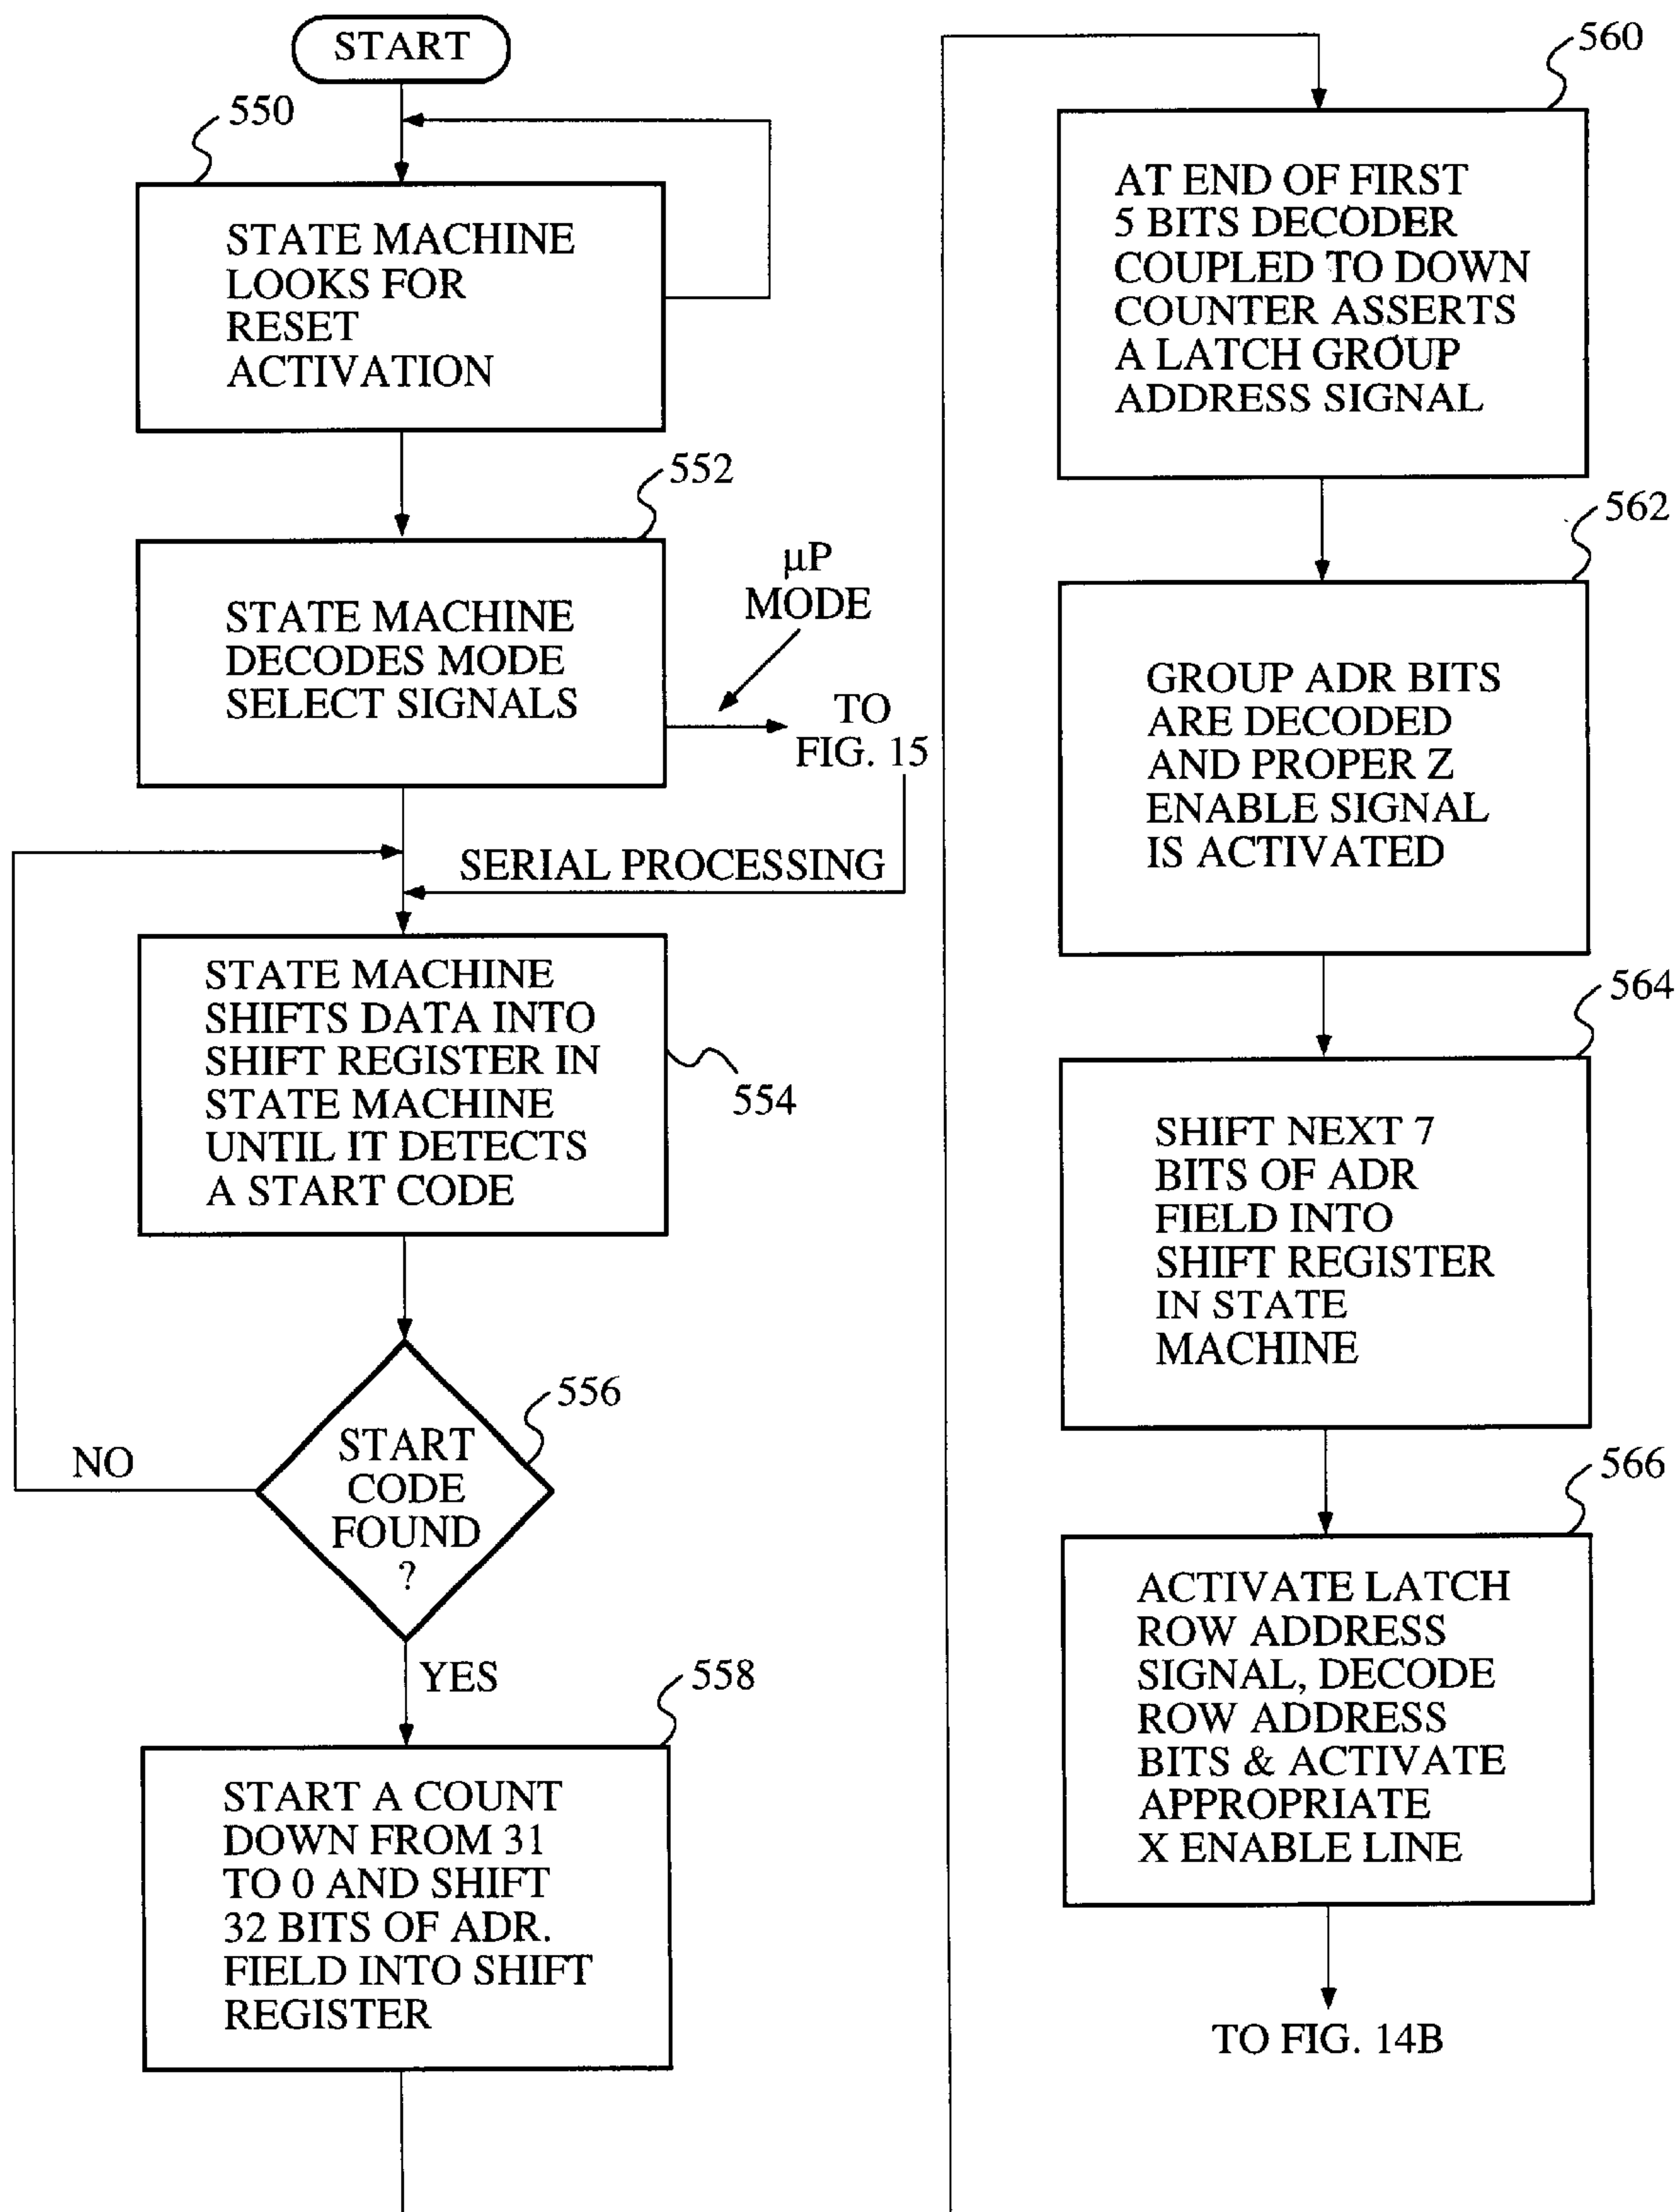 START
550
STATE MACHINE
LOOKS FOR
RESET
ACTIVATION
552
STATE MACHINE
DECODES MODE
SELECT SIGNALS
µP
MODE
TO
FIG. 15
SERIAL PROCESSING
STATE MACHINE
SHIFTS DATA INTO
SHIFT REGISTER IN
STATE MACHINE
UNTIL IT DETECTS
A START CODE
554
START
CODE
FOUND
?
556
NO
YES
558
START A COUNT
DOWN FROM 31
TO 0 AND SHIFT
32 BITS OF ADR.
FIELD INTO SHIFT
REGISTER
560
AT END OF FIRST
5 BITS DECODER
COUPLED TO DOWN
COUNTER ASSERTS
A LATCH GROUP
ADDRESS SIGNAL
562
GROUP ADR BITS
ARE DECODED
AND PROPER Z
ENABLE SIGNAL
IS ACTIVATED
564
SHIFT NEXT 7
BITS OF ADR
FIELD INTO
SHIFT REGISTER
IN STATE
MACHINE
566
ACTIVATE LATCH
ROW ADDRESS
SIGNAL, DECODE
ROW ADDRESS
BITS & ACTIVATE
APPROPRIATE
X ENABLE LINE
TO FIG. 14B